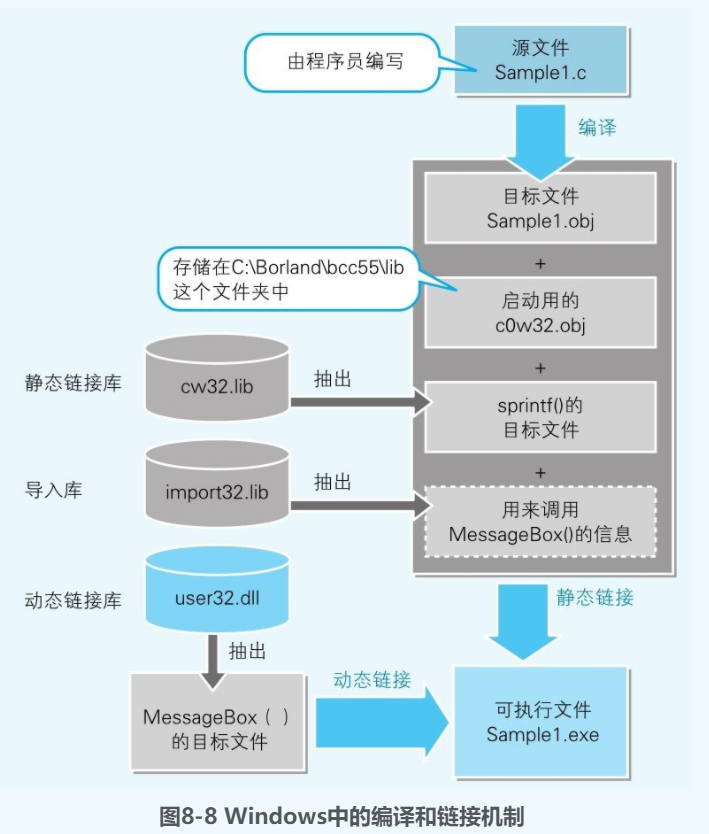 由程序员编写
源文件
Sample1.c
编译
目标文件
Sample1.obj
+
存储在C:\Borland\bcc55\lib
这个文件夹中
启动用的
c0w32.obj
+
静态链接库
cw32.lib
抽出
sprintf()的
目标文件
+
导入库
import32.lib
抽出
用来调用
MessageBox()的信息
动态链接库
user32.dll
静态链接
抽出
MessageBox（ ）
的目标文件
动态链接
可执行文件
Sample1.exe
图8-8 Windows中的编译和链接机制